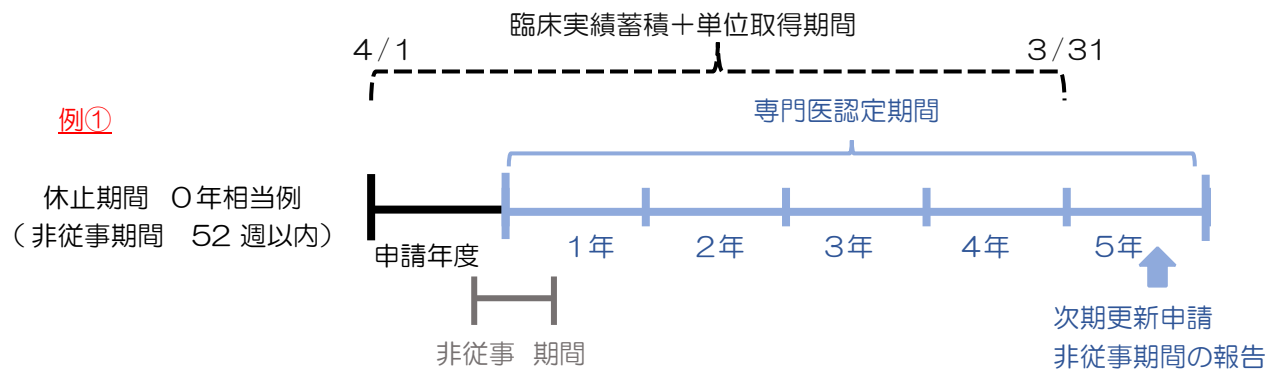 臨床実績蓄積＋単位取得期間
4/1
3/31
例①
専門医認定期間
休止期間　０年相当例
（非従事期間　52 週以内）
申請年度
1年
2年
3年
4年
5年
非従事 期間
次期更新申請
非従事期間の報告